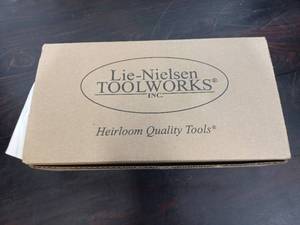 Lie-Nielsen
TOOLWORKS®
INC.
Heirloom Quality Tools®